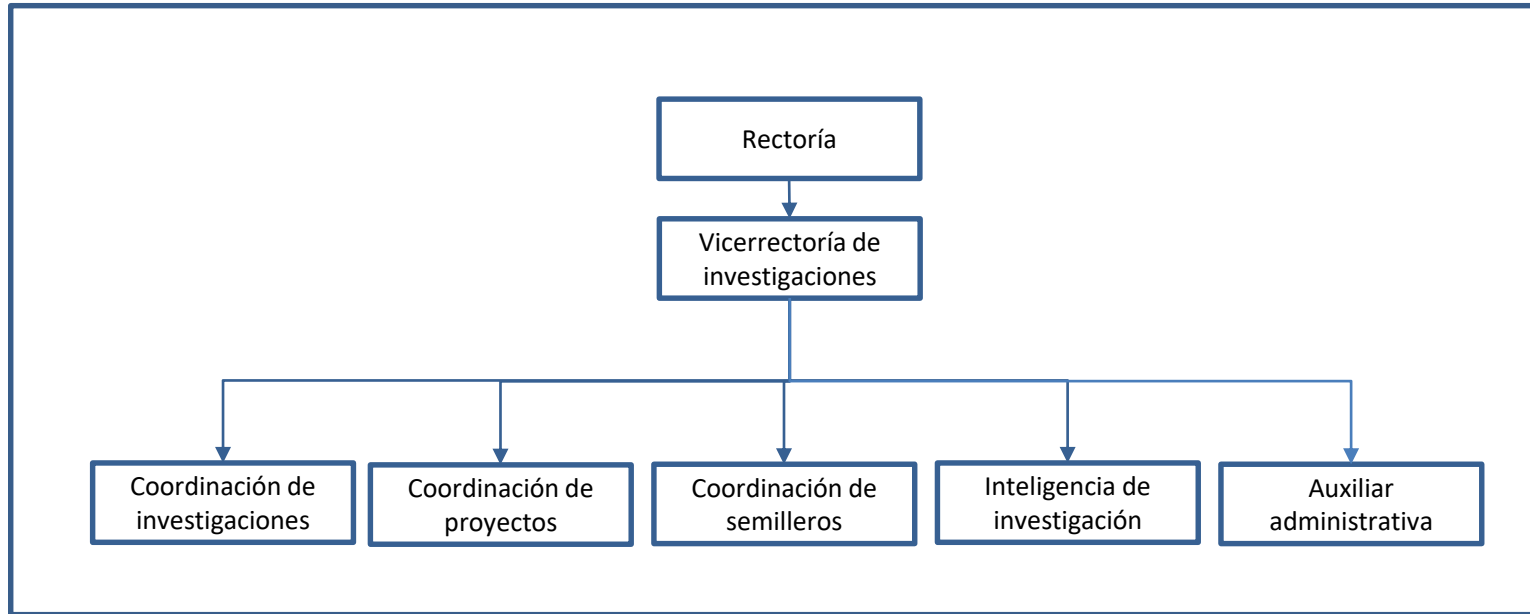 Rectoría
Vicerrectoría de
investigaciones
Coordinación de
investigaciones
Coordinación de
proyectos
Coordinación de
semilleros
Inteligencia de
investigación
Auxiliar
administrativa